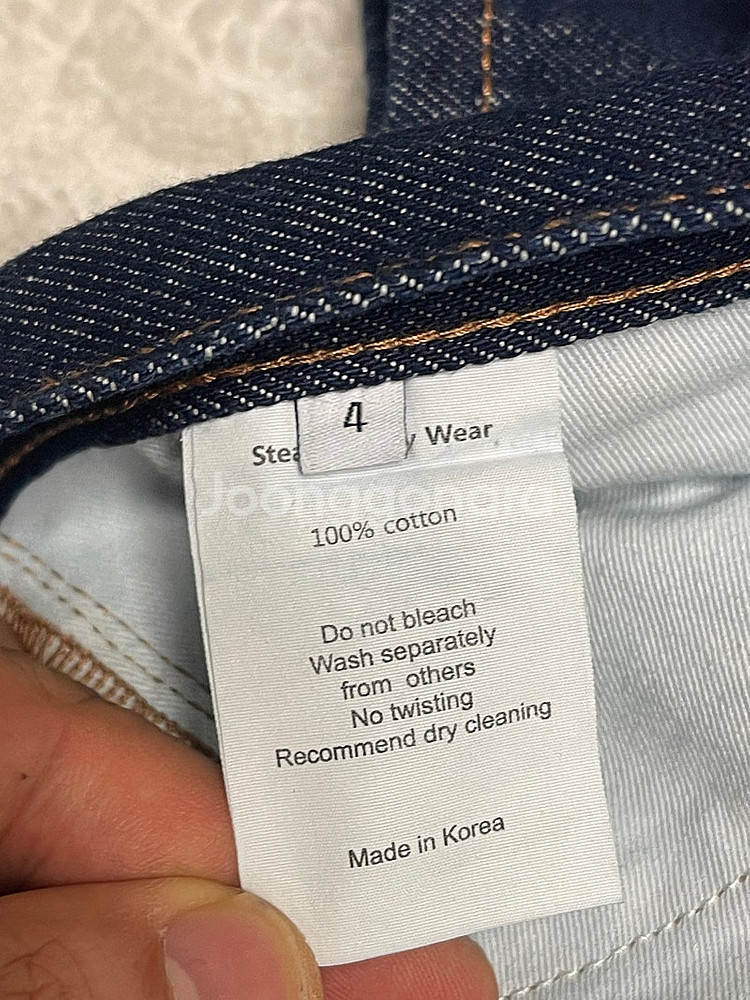 4
Wear
Joonggonara
100% cotton
Do not bleach
Wash separately
from others
No twisting
Recommend dry cleaning
Made in Korea